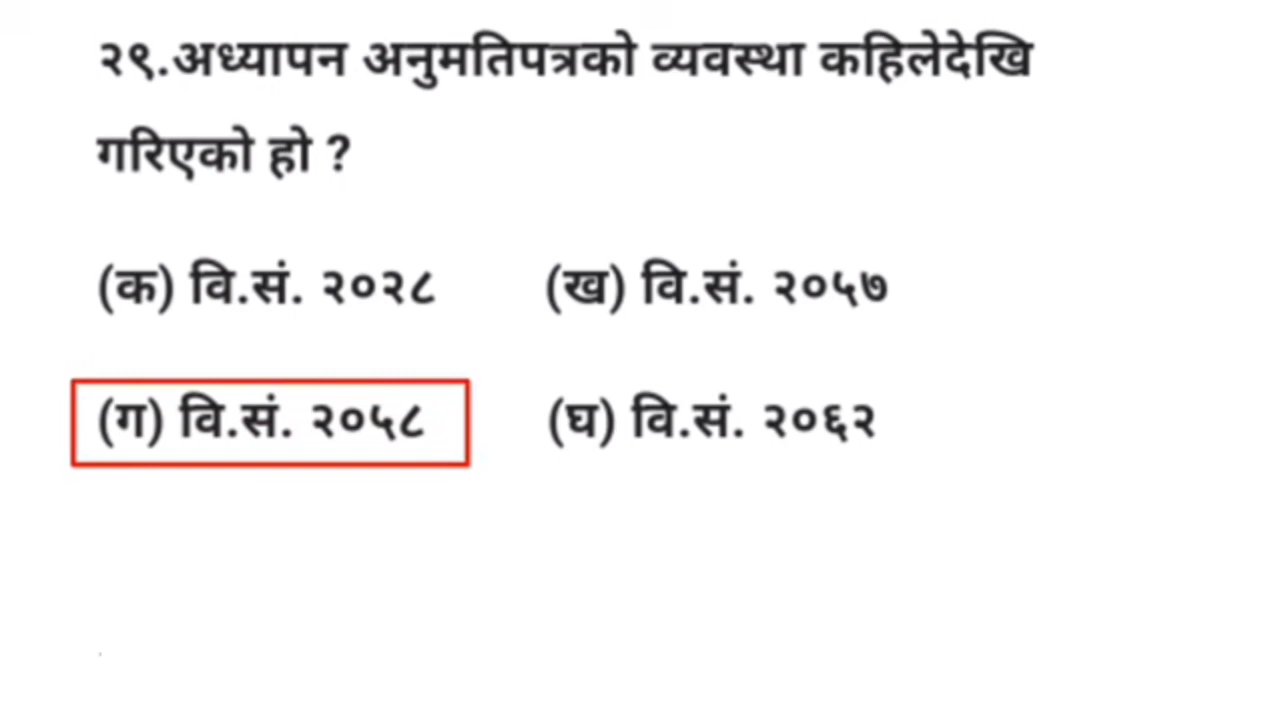 २९.अध्यापन अनुमतिपत्रको व्यवस्था कहिलेदेखि
गरिएको हो ?
(क) वि.सं. २०२८ (ख) वि.सं. २०५७
(ग) वि.सं. २०५८ (घ) वि.सं. २०६२